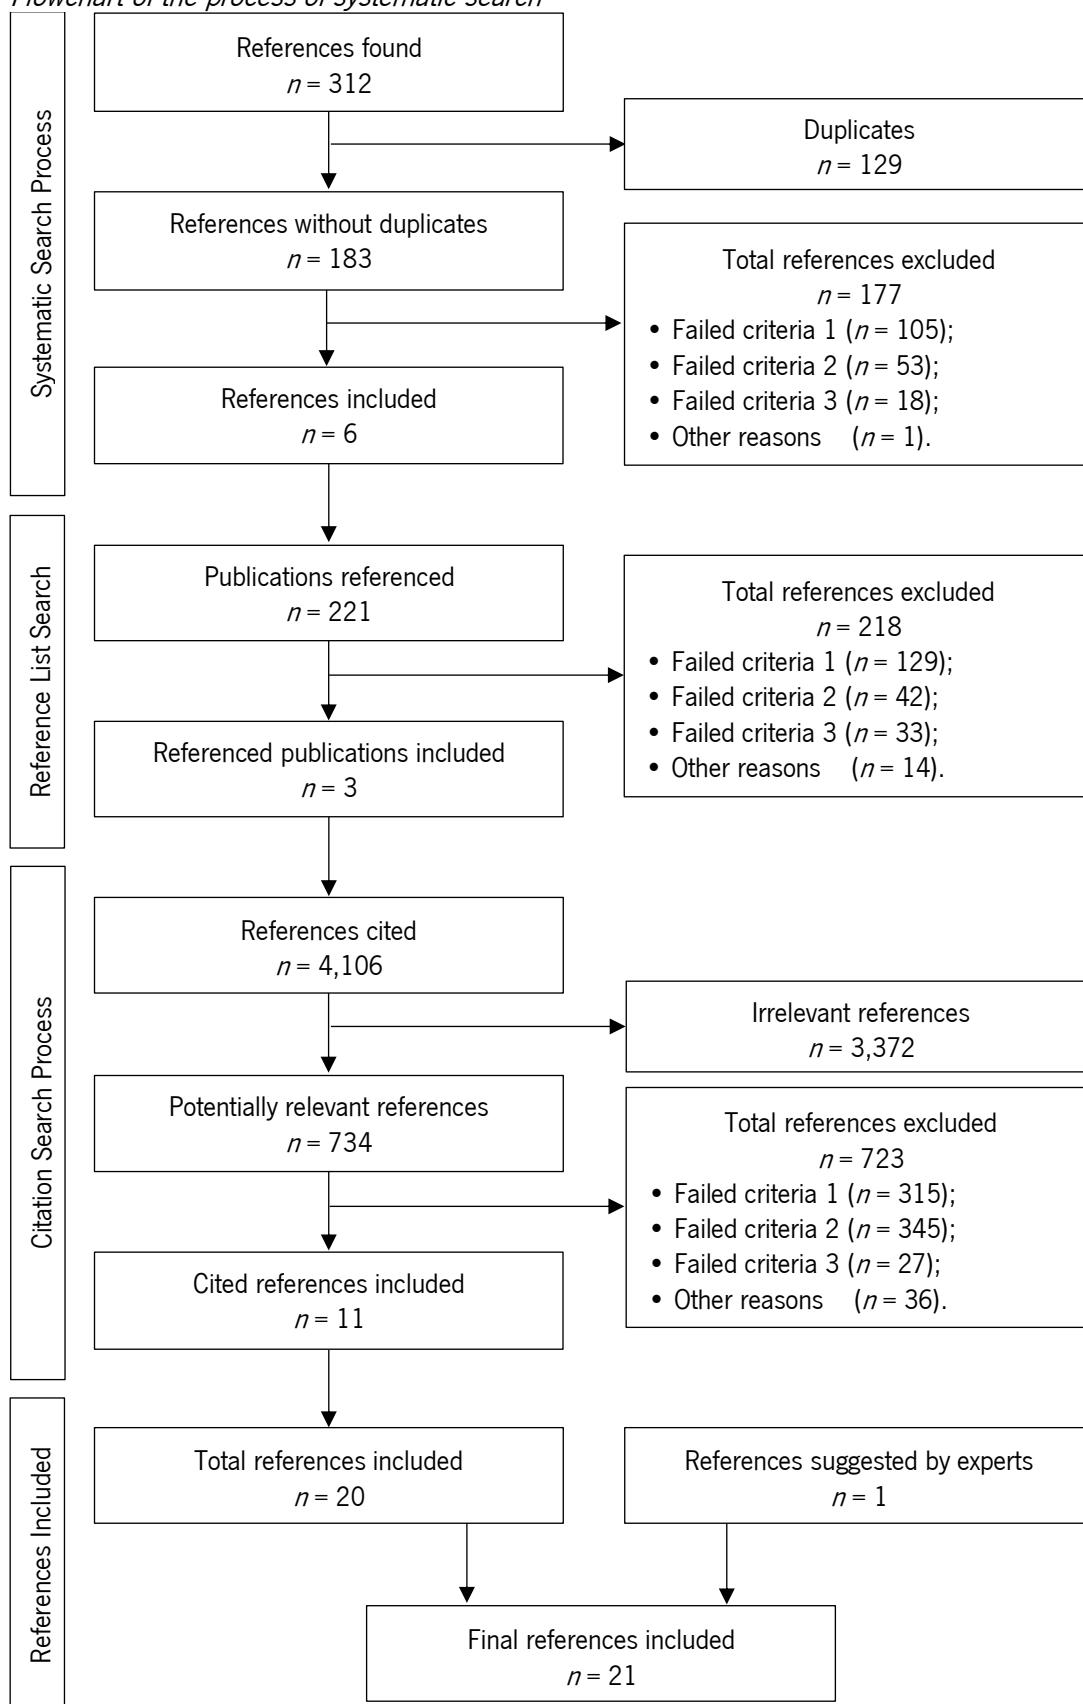 Flowchart of the process of systematic search
Systematic Search Process
References found
n = 312
Duplicates
n = 129
References without duplicates
n = 183
Total references excluded
n = 177
• Failed criteria 1 (n = 105);
• Failed criteria 2 (n = 53);
• Failed criteria 3 (n = 18);
• Other reasons (n = 1).
References included
n = 6
Reference List Search
Publications referenced
n = 221
Total references excluded
n = 218
• Failed criteria 1 (n = 129);
• Failed criteria 2 (n = 42);
• Failed criteria 3 (n = 33);
• Other reasons (n = 14).
Referenced publications included
n = 3
Citation Search Process
References cited
n = 4,106
Irrelevant references
n = 3,372
Potentially relevant references
n = 734
Total references excluded
n = 723
• Failed criteria 1 (n = 315);
• Failed criteria 2 (n = 345);
• Failed criteria 3 (n = 27);
• Other reasons (n = 36).
Cited references included
n = 11
References Included
Total references included
n = 20
References suggested by experts
n = 1
Final references included
n = 21